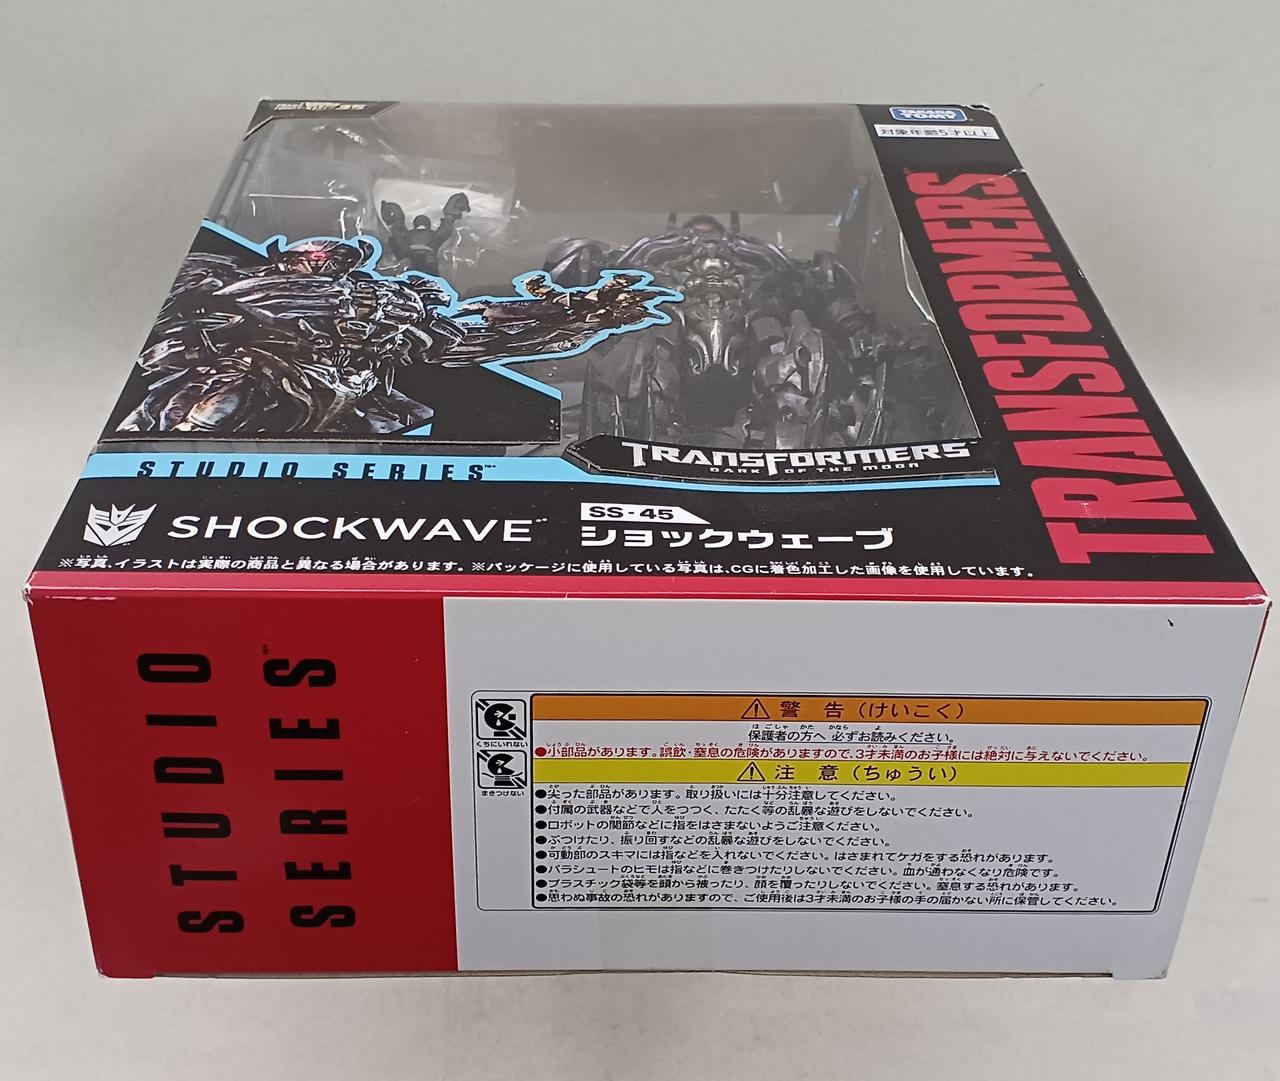 TAKARA TOMY
対象年齢5才以上
TRANSFORMERS
STUDIO SERIES™
TRANSFORMERS
DARK OF THE MOON
SHOCKWAVE
SS-45
ショックウェーブ
※写真、イラストは実際の商品と異なる場合があります。※パッケージに使用している写真は、CGに着色加工した画像を使用しています。
STUDIO
SERIES
くちにいれない
まきつけない
警告(けいこく)
保護者の方へ 必ずお読みください。
●小部品があります。誤飲・窒息の危険がありますので、3才未満のお子様には絶対に与えないでください。
注意(ちゅうい)
●尖った部品があります。取り扱いには十分注意してください。
●付属の武器などで人をつつく、たたく等の乱暴な遊びをしないでください。
●ロボットの関節などに指をはさまないようご注意ください。
●ぶつけたり、振り回すなどの乱暴な遊びをしないでください。
●可動部のスキマには指などを入れないでください。はさまれてケガをする恐れがあります。
●パラシュートのヒモは指などに巻きつけたりしないでください。血が通わなくなり危険です。
●プラスチック袋等を頭から被ったり、顔を覆ったりしないでください。窒息する恐れがあります。
●思わぬ事故の恐れがありますので、ご使用後は3才未満のお子様の手の届かない所に保管してください。